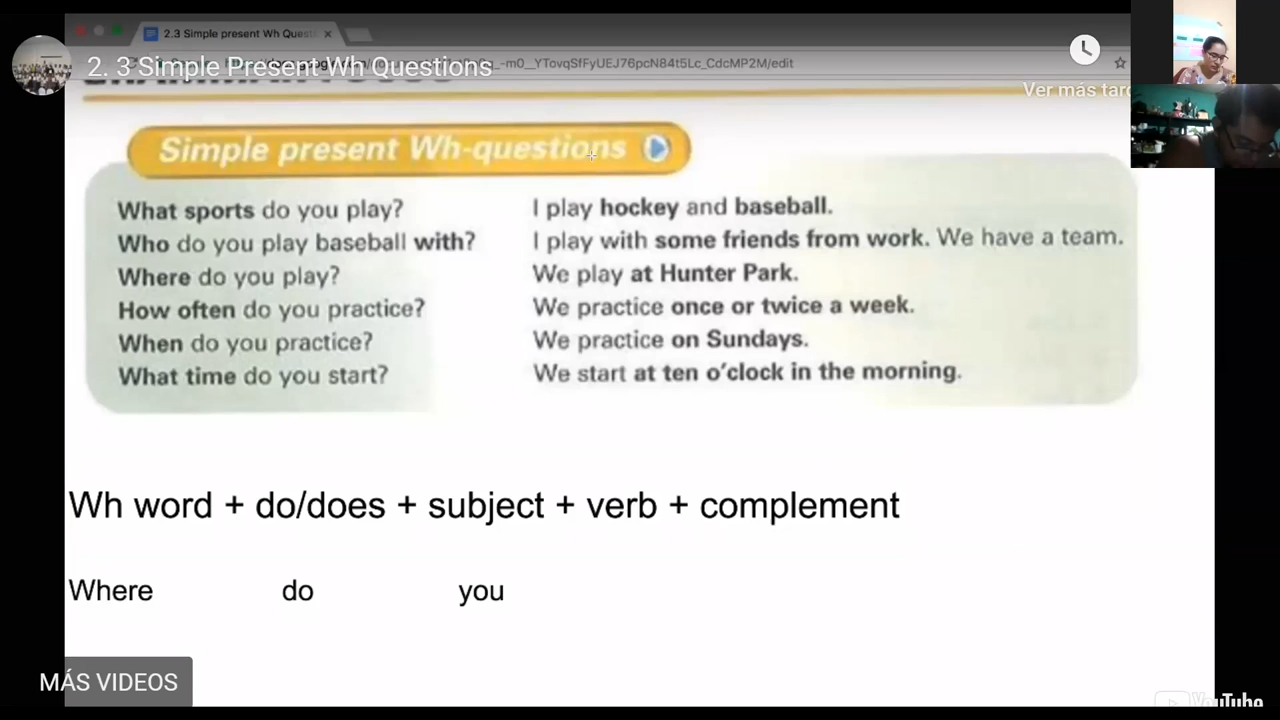 2.3 Simple present Wh Quest
2. 3 Simple Present Wh Questions
_YTovqSfFyUEJ76pcN84t5Lc_CdcMP2M/edit
Ver más tard
Simple present Wh-questions
What sports do you play? I play hockey and baseball.
Who do you play baseball with? I play with some friends from work. We have a team.
Where do you play? We play at Hunter Park.
How often do you practice? We practice once or twice a week.
When do you practice? We practice on Sundays.
What time do you start? We start at ten o'clock in the morning.
Wh word + do/does + subject + verb + complement
Where do you
MÁS VIDEOS
YouTube